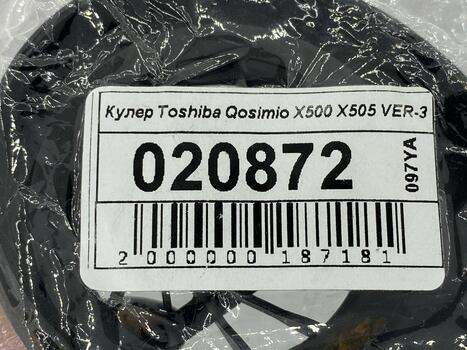 Кулер Toshiba Qosimio X500 X505 VER-3
020872
097YA
2 000000 187181